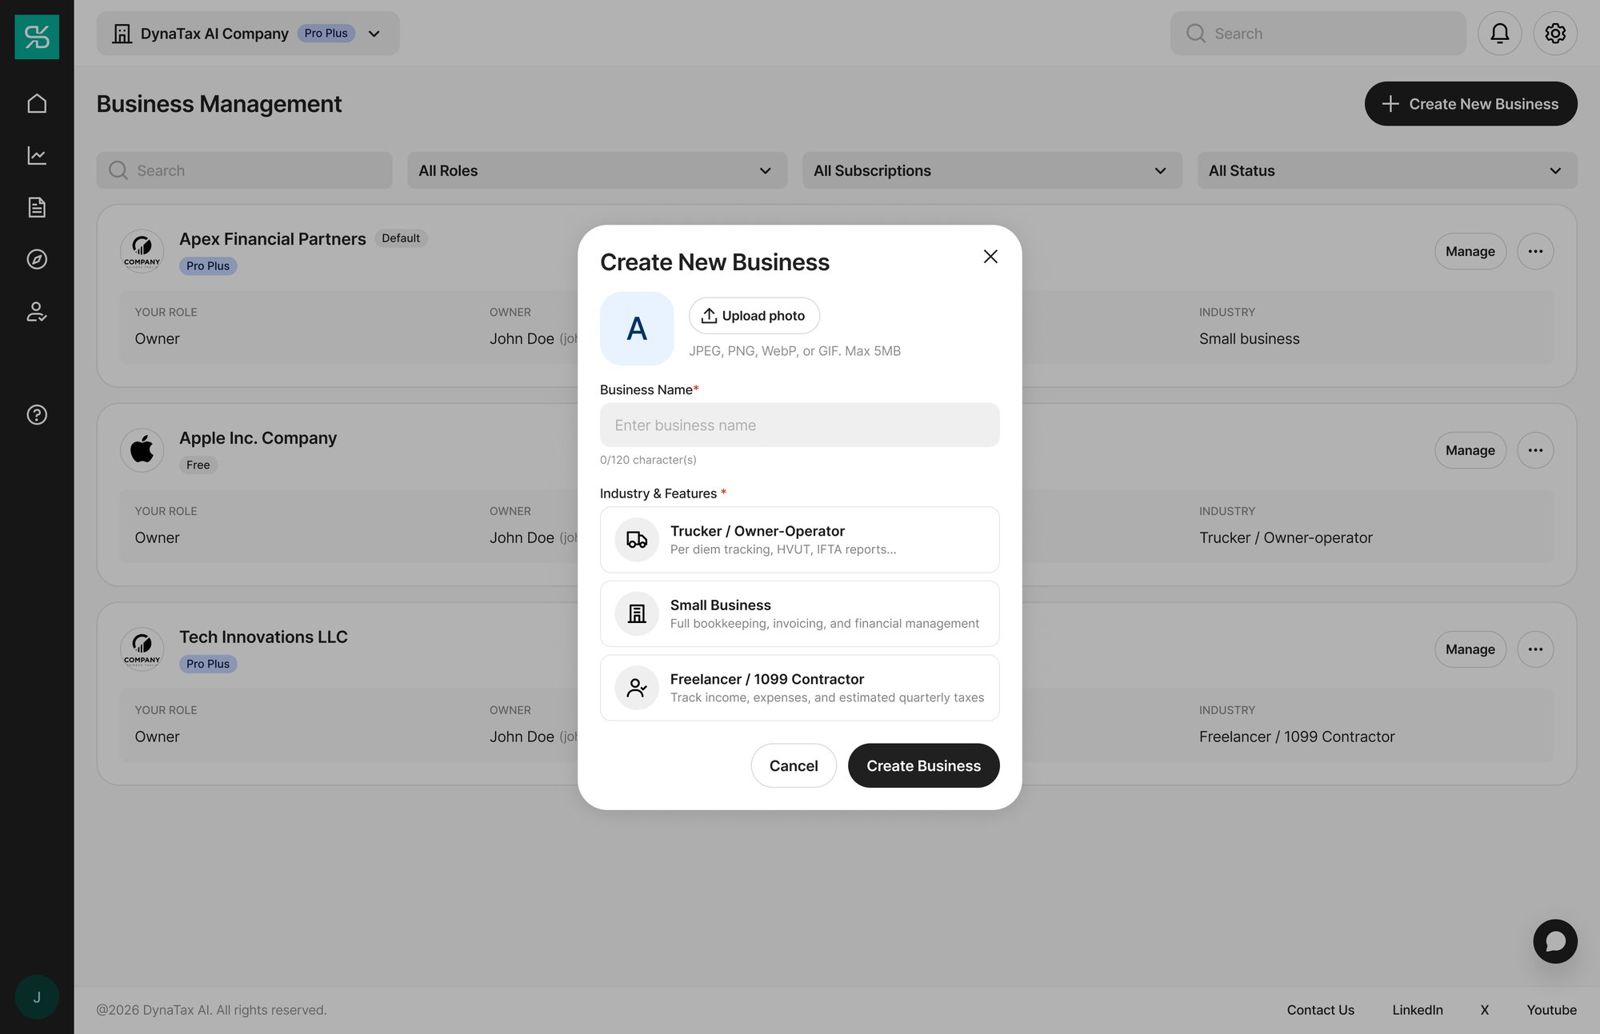 DynaTax AI Company
Pro Plus
Search
Business Management
Create New Business
Search
All Roles
All Subscriptions
All Status
COMPANY
Apex Financial Partners
Default
Pro Plus
Manage
YOUR ROLE
Owner
OWNER
John Doe
INDUSTRY
Small business
Apple Inc. Company
Free
Manage
YOUR ROLE
Owner
OWNER
John Doe
INDUSTRY
Trucker / Owner-operator
COMPANY
Tech Innovations LLC
Pro Plus
Manage
YOUR ROLE
Owner
OWNER
John Doe
INDUSTRY
Freelancer / 1099 Contractor
Create New Business
A
Upload photo
JPEG, PNG, WebP, or GIF. Max 5MB
Business Name*
Enter business name
0/120 character(s)
Industry & Features *
Trucker / Owner-Operator
Per diem tracking, HVUT, IFTA reports...
Small Business
Full bookkeeping, invoicing, and financial management
Freelancer / 1099 Contractor
Track income, expenses, and estimated quarterly taxes
Cancel
Create Business
J
@2026 DynaTax AI. All rights reserved.
Contact Us
LinkedIn
X
Youtube